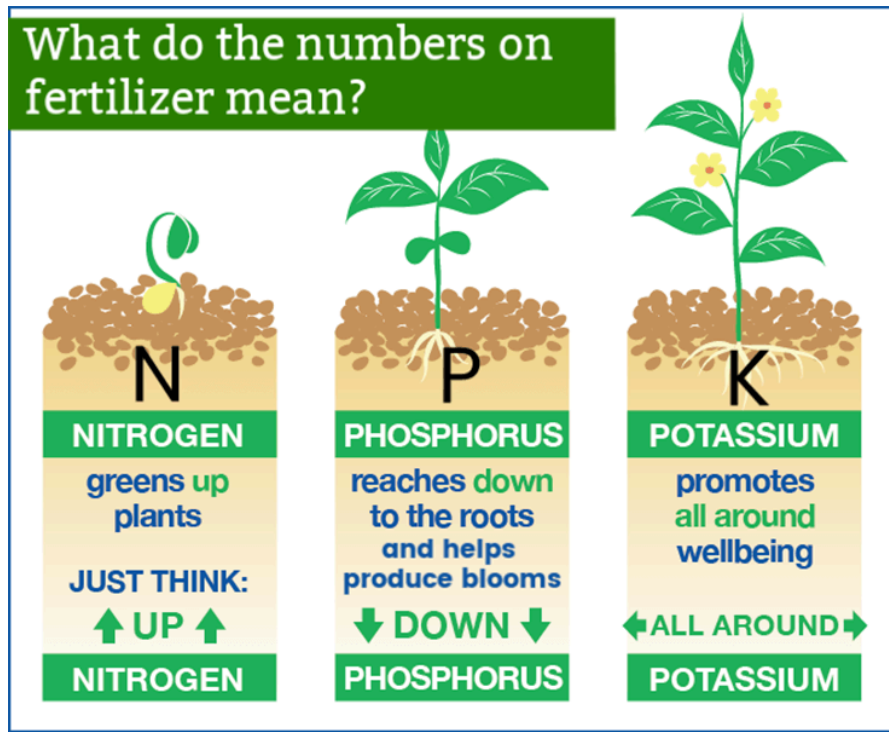 What do the numbers on
fertilizer mean?
N
NITROGEN
greens up
plants
JUST THINK:
UP
NITROGEN
P
PHOSPHORUS
reaches down
to the roots
and helps
produce blooms
DOWN
PHOSPHORUS
K
POTASSIUM
promotes
all around
wellbeing
ALL AROUND
POTASSIUM